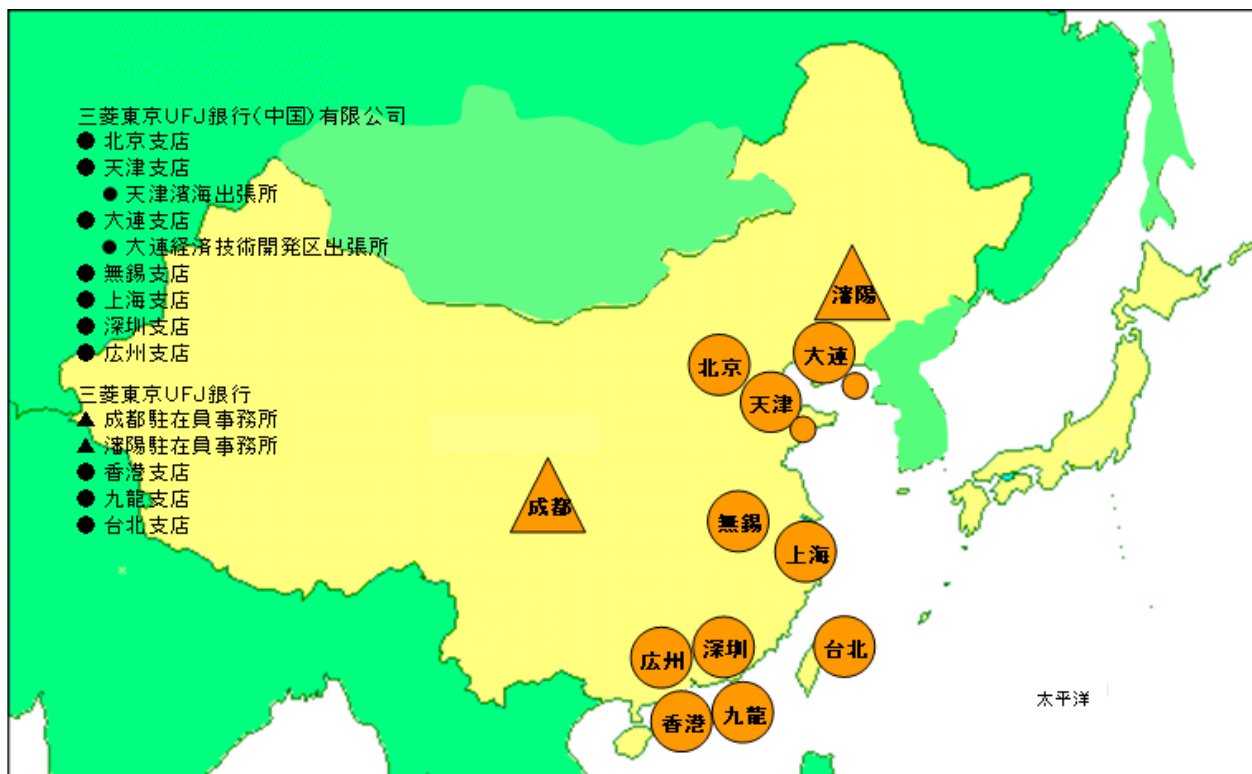 三菱東京UFJ銀行(中国)有限公司
● 北京支店
● 天津支店
● 天津濱海出張所
● 大連支店
● 大連経済技術開発区出張所
● 無錫支店
● 上海支店
● 深圳支店
● 広州支店
三菱東京UFJ銀行
▲ 成都駐在員事務所
▲ 瀋陽駐在員事務所
● 香港支店
● 九龍支店
● 台北支店
瀋陽
大連
北京
天津
成都
無錫
上海
深圳
台北
広州
香港
九龍
太平洋